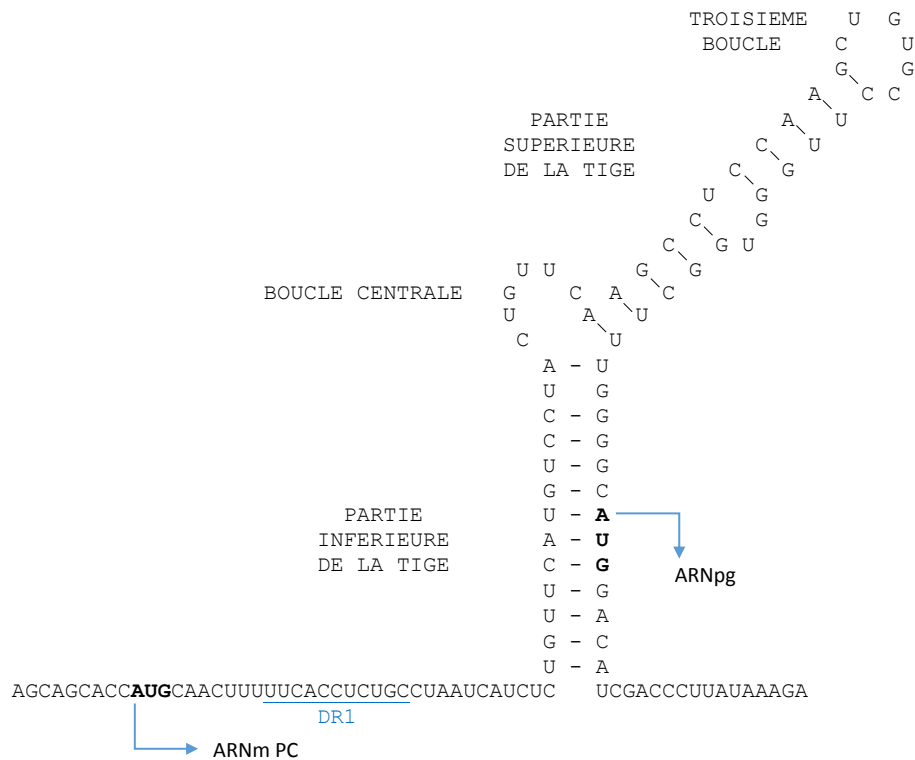 TROISIEME U G
BOUCLE C U
G G
A C C
PARTIE A U
SUPERIEURE C C U
DE LA TIGE C G
U G
C G
C G U
U U G G
BOUCLE CENTRALE G C A C
U A U U
C U
A – U
U G
C – G
C – G
U – G
G – C
PARTIE U – A
INFERIEURE A – U
DE LA TIGE C – G
ARNpg
U – G
U – A
G – C
U – A
AGCAGCACCAUGCAACUUUUUCACCUCUGCCUAAUCAUCUC UCGACCCUUAUAAAGA
DR1
ARNm PC